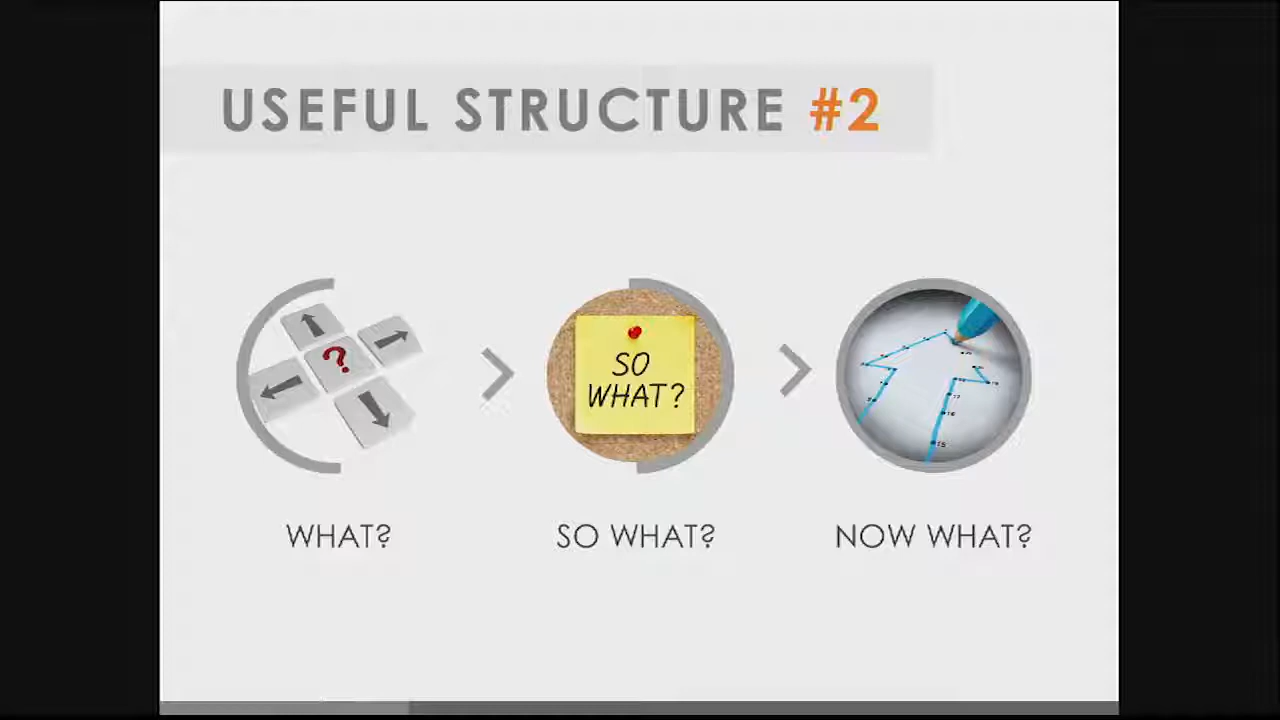 USEFUL STRUCTURE #2
?
SO
WHAT?
WHAT?
SO WHAT?
NOW WHAT?